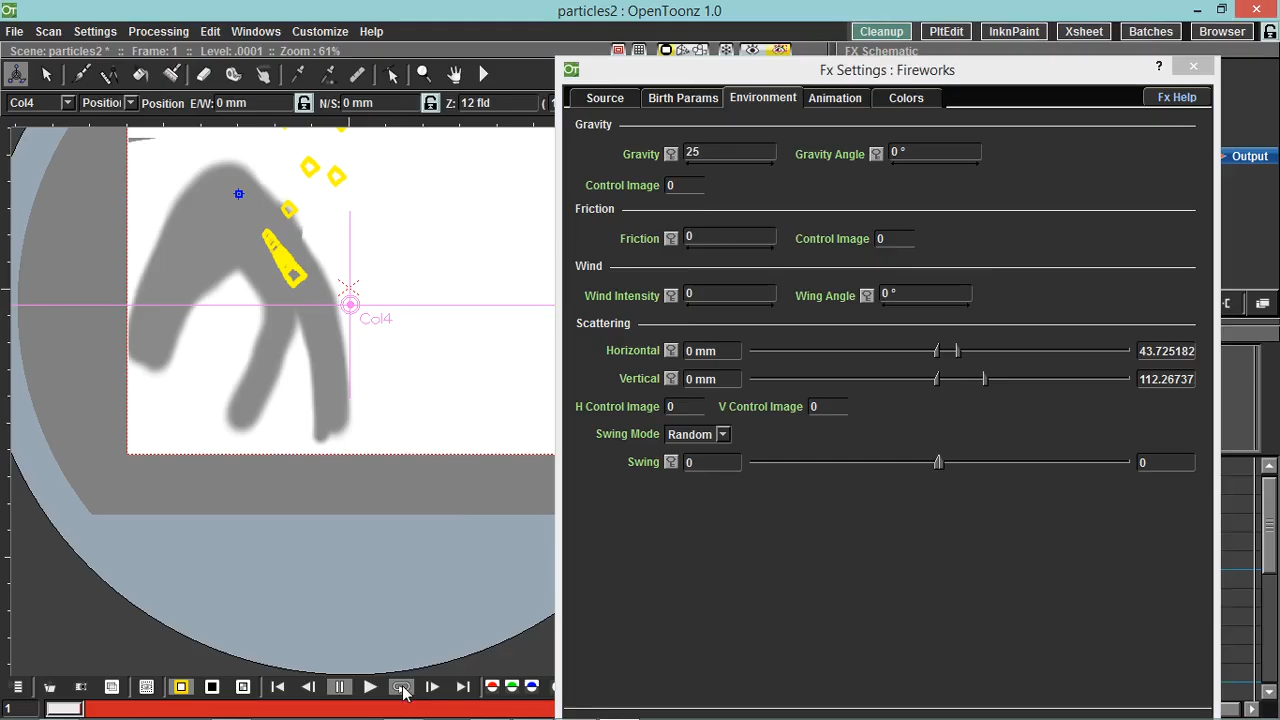 OT particles2 : OpenToonz 1.0
File Settings Processing Edit Windows Customize Help Cleanup PltEdit InknPaint Xsheet Batches Browser
Scene: particles2 * : Frame: 1 : Level: .0001 : Zoom: 61% FX Schematic
OT Fx Settings : Fireworks ?
Source Birth Params Environment Animation Colors Fx Help
Col4 Position Position E/W: 0 mm N/S: 0 mm Z: 12 fld
Gravity
Gravity 25 Gravity Angle 0 °
Output
Control Image 0
Friction
Friction 0 Control Image 0
Wind
Wind Intensity 0 Wing Angle 0 °
Col4
Scattering
Horizontal 0 mm 43.725182
Vertical 0 mm 112.26737
H Control Image 0 V Control Image 0
Swing Mode Random
Swing 0 0
1